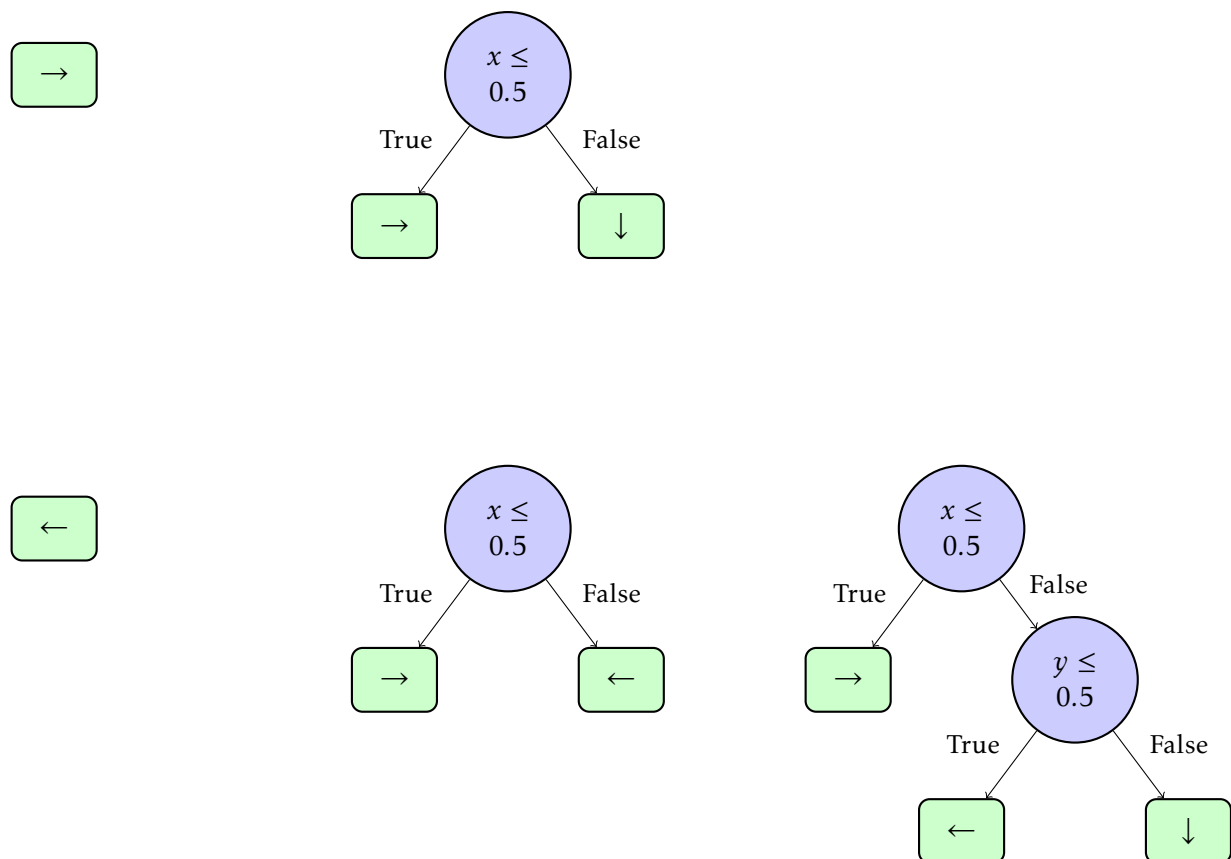 →
x ≤
0.5
True
False
→
↓
←
x ≤
0.5
True
False
→
←
x ≤
0.5
True
False
→
y ≤
0.5
True
False
←
↓